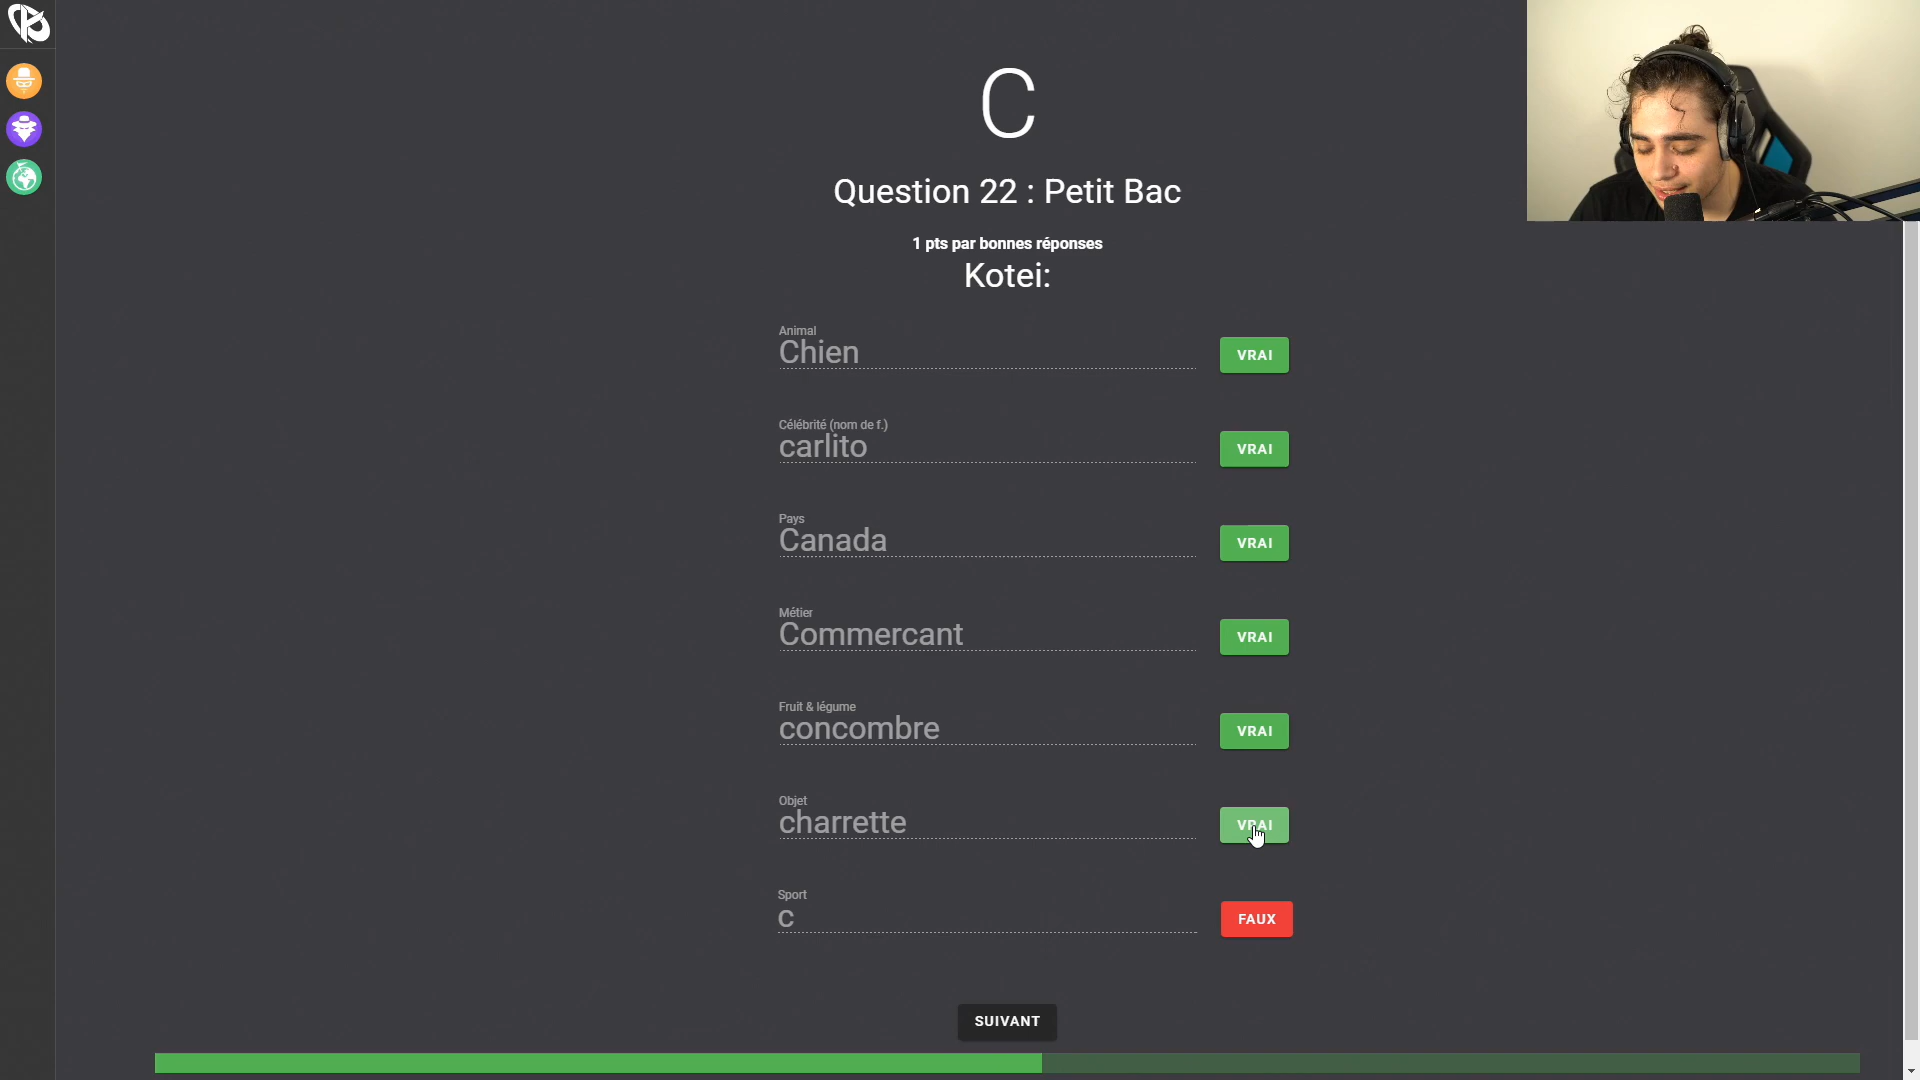 C
Question 22 : Petit Bac
1 pts par bonnes réponses
Kotei:
Animal
Chien
VRAI
Célébrité (nom de f.)
carlito
VRAI
Pays
Canada
VRAI
Métier
Commercant
VRAI
Fruit & légume
concombre
VRAI
Objet
charrette
VRAI
Sport
c
FAUX
SUIVANT